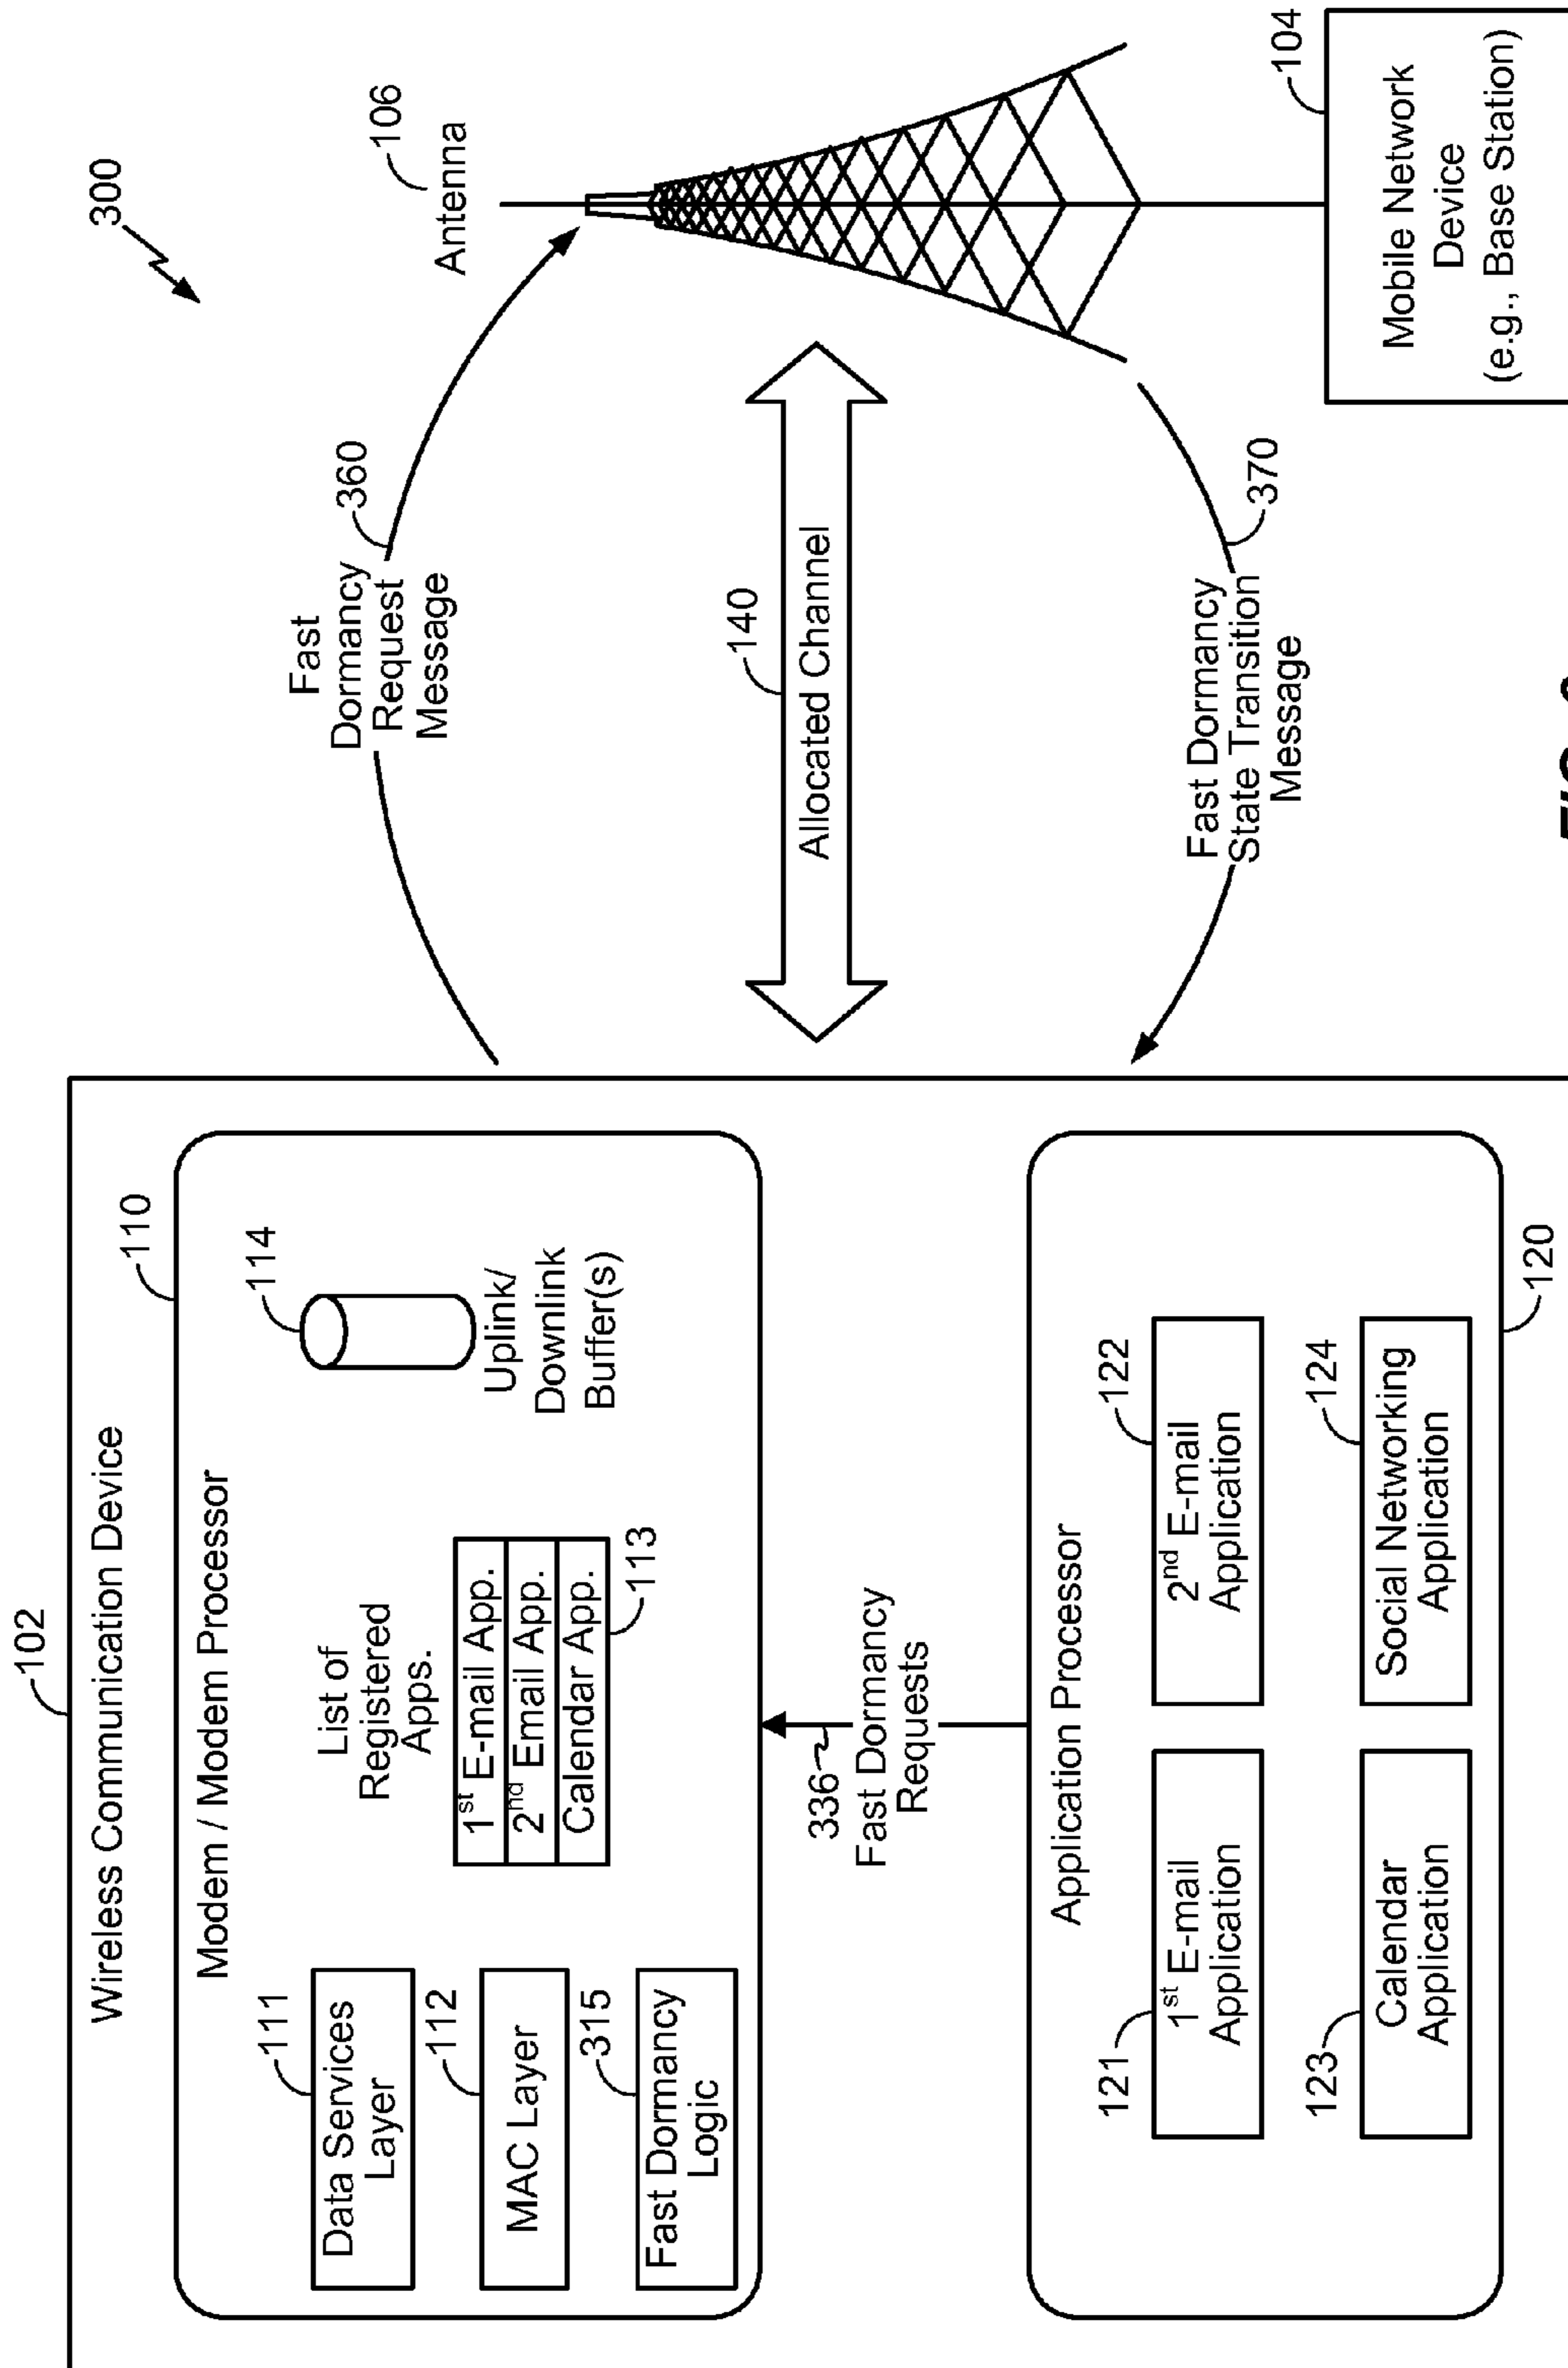 300
102
Wireless Communication Device
110
Modem / Modem Processor
111
Data Services
Layer
112
MAC Layer
315
Fast Dormancy
Logic
List of
Registered
Apps.
1st E-mail App.
2nd Email App.
Calendar App.
113
114
Uplink/
Downlink
Buffer(s)
336
Fast Dormancy
Requests
Application Processor
121
1st E-mail
Application
122
2nd E-mail
Application
123
Calendar
Application
124
Social Networking
Application
120
Fast
Dormancy
Request
Message
360
140
Allocated Channel
Fast Dormancy
State Transition
Message
370
106
Antenna
104
Mobile Network
Device
(e.g., Base Station)